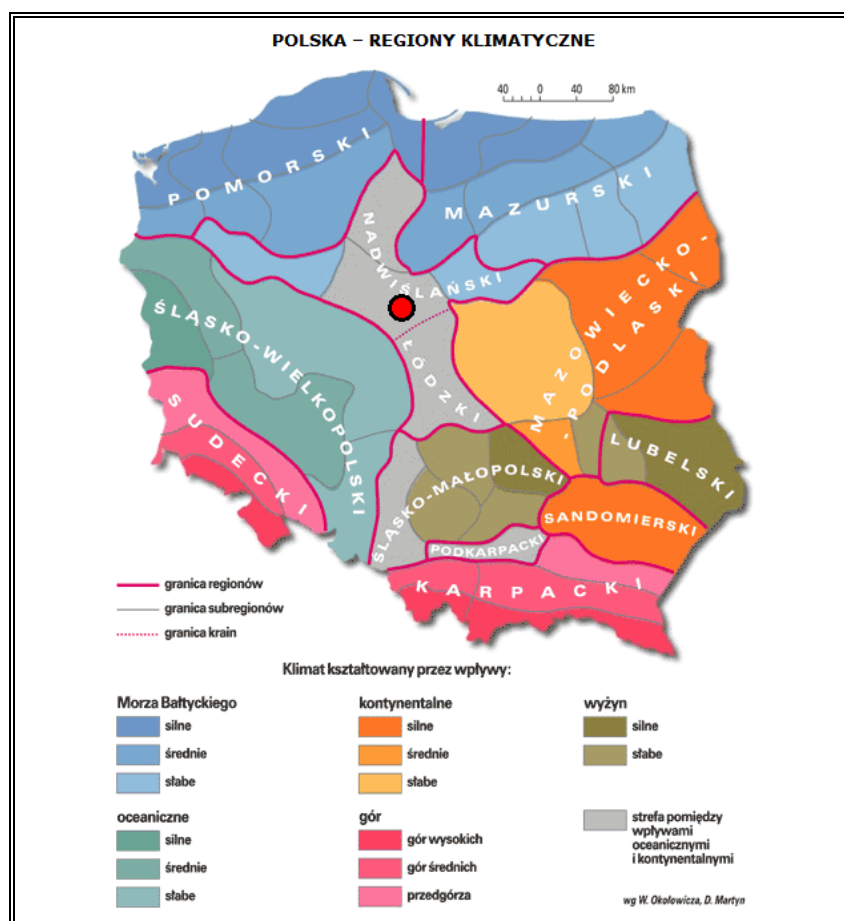 POLSKA – REGIONY KLIMATYCZNE
40 0 40 80 km
POMORSKI
MAZURSKI
NADWIŚLAŃSKI
MAZOWIECKO-
-PODLASKI
ŚLĄSKO-WIELKOPOLSKI
ŁÓDZKI
SUDECKI
LUBELSKI
ŚLĄSKO-MAŁOPOLSKI
SANDOMIERSKI
PODKARPACKI
KARPACKI
granica regionów
granica subregionów
granica krain
Klimat kształtowany przez wpływy:
Morza Bałtyckiego
silne
średnie
słabe
kontynentalne
silne
średnie
słabe
wyżyn
silne
słabe
oceaniczne
silne
średnie
słabe
gór
gór wysokich
gór średnich
przedgórza
strefa pomiędzy
wpływami
oceanicznymi
i kontynentalnymi
wg W. Okołowicza, D. Martyn